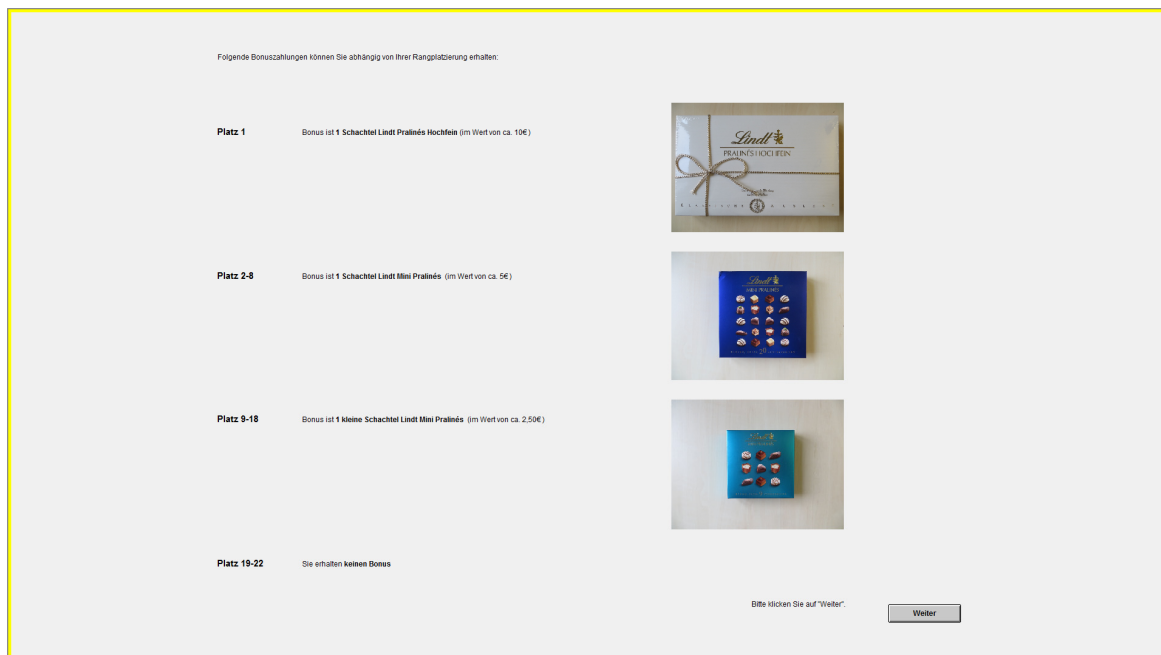 Folgende Bonuszahlungen können Sie abhängig von Ihrer Rangplatzierung erhalten:
Platz 1
Bonus ist 1 Schachtel Lindt Pralinés Hochfein (im Wert von ca. 10€)
Lindt
PRALINÉS HOCHFEIN
Platz 2-8
Bonus ist 1 Schachtel Lindt Mini Pralinés (im Wert von ca. 5€)
Lindt
MINI PRALINÉS
Platz 9-18
Bonus ist 1 kleine Schachtel Lindt Mini Pralinés (im Wert von ca. 2,50€)
Lindt
Platz 19-22
Sie erhalten keinen Bonus
Bitte klicken Sie auf "Weiter".
Weiter